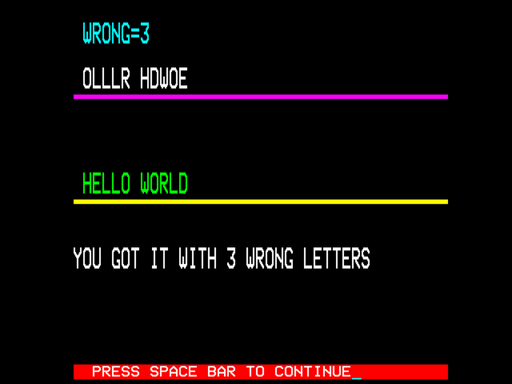 WRONG=3
OLLLR HDWOE
HELLO WORLD
YOU GOT IT WITH 3 WRONG LETTERS
PRESS SPACE BAR TO CONTINUE_